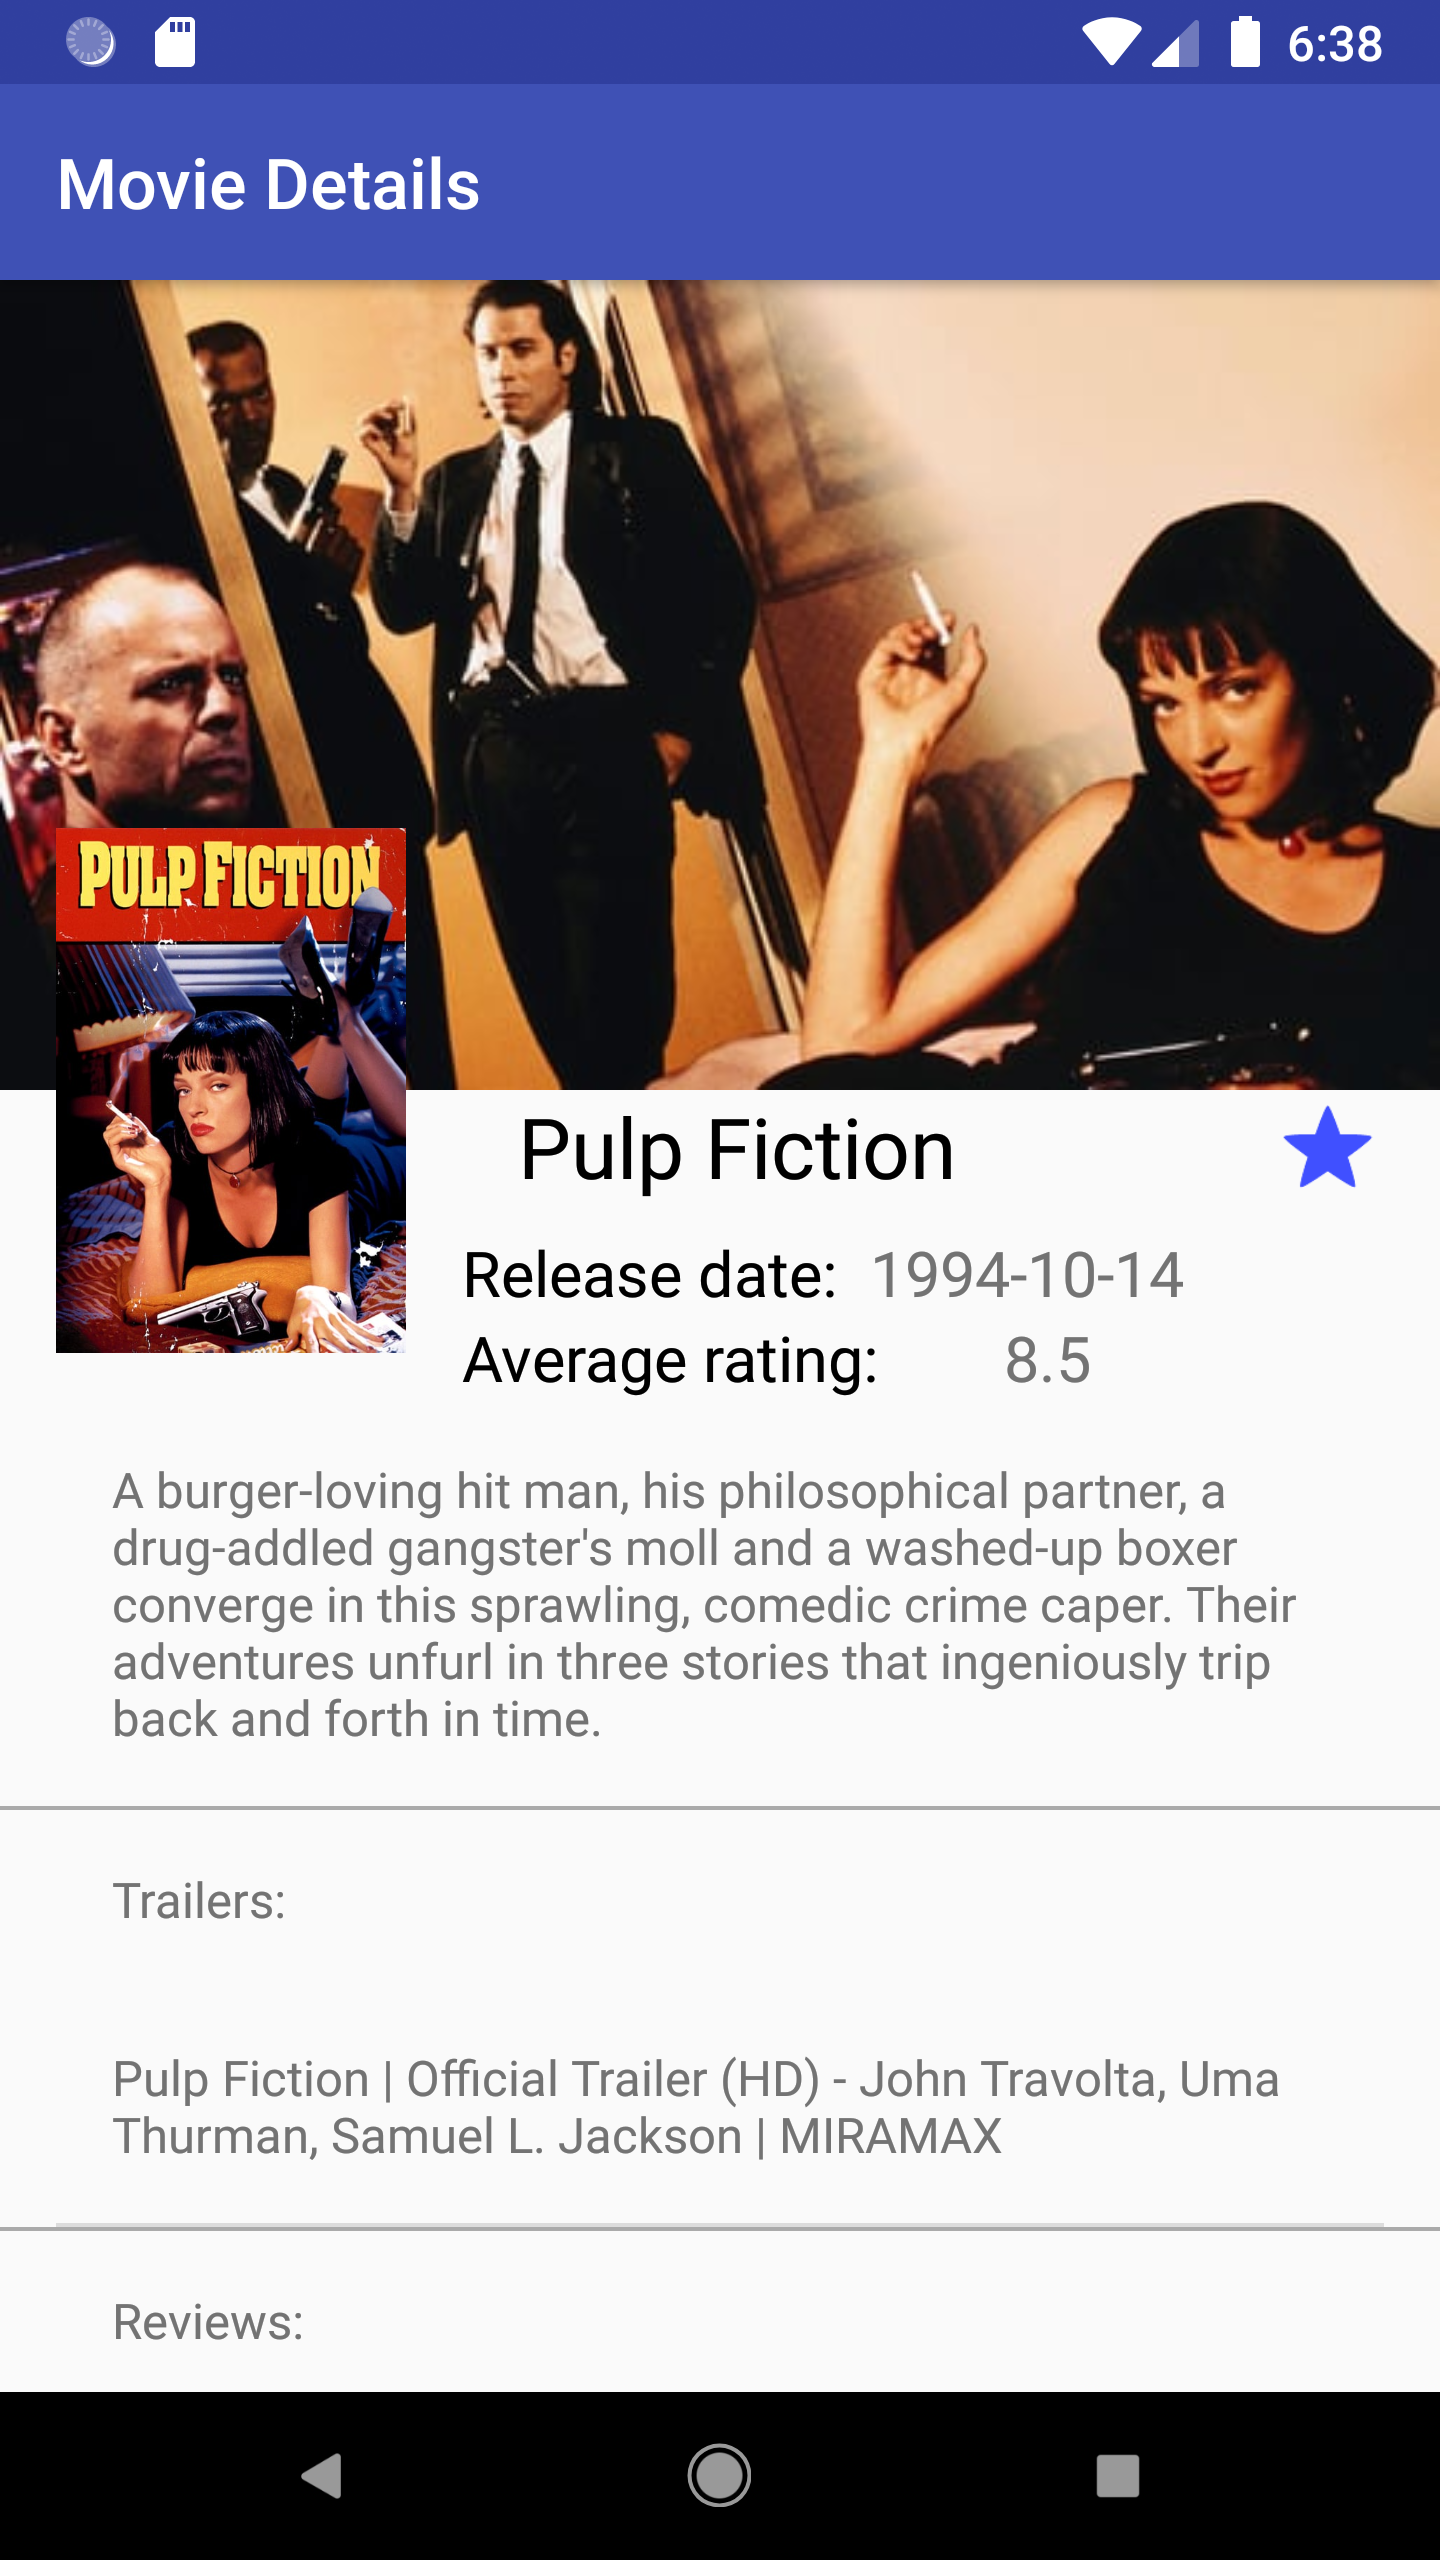 6:38
Movie Details
PULP FICTION
Pulp Fiction
Release date: 1994-10-14
Average rating: 8.5
A burger-loving hit man, his philosophical partner, a
drug-addled gangster's moll and a washed-up boxer
converge in this sprawling, comedic crime caper. Their
adventures unfurl in three stories that ingeniously trip
back and forth in time.
Trailers:
Pulp Fiction | Official Trailer (HD) - John Travolta, Uma
Thurman, Samuel L. Jackson | MIRAMAX
Reviews: